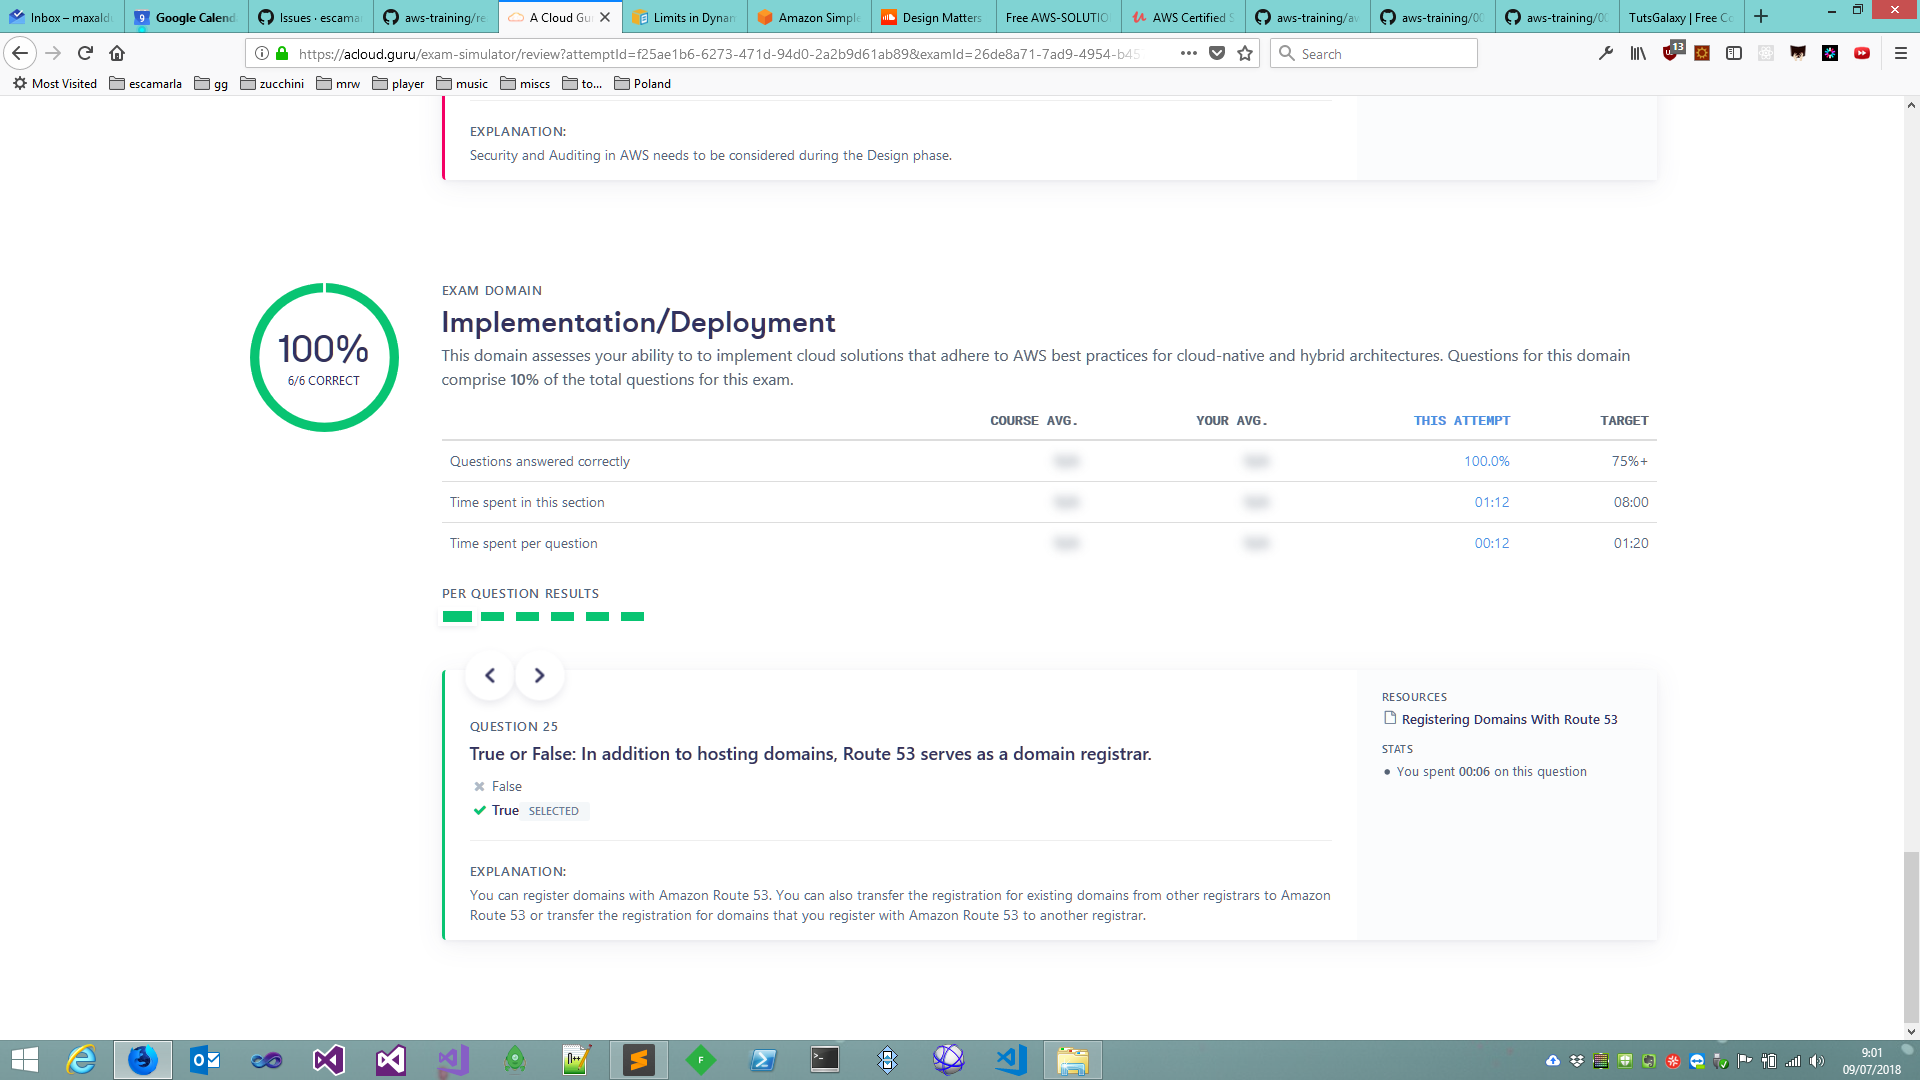 Inbox – maxald
Google Calenda
Issues · escamar
aws-training/re
A Cloud Gu
Limits in Dynam
Amazon Simple
Design Matters
Free AWS-SOLUTIO
AWS Certified S
aws-training/av
aws-training/00
aws-training/00
TutsGalaxy | Free Co
https://acloud.guru/exam-simulator/review?attemptId=f25ae1b6-6273-471d-94d0-2a2b9d61ab89&examId=26de8a71-7ad9-4954-b45
Search
13
Most Visited
escamarla
gg
zucchini
mrw
player
music
miscs
to...
Poland
EXPLANATION:
Security and Auditing in AWS needs to be considered during the Design phase.
100%
6/6 CORRECT
EXAM DOMAIN
Implementation/Deployment
This domain assesses your ability to to implement cloud solutions that adhere to AWS best practices for cloud-native and hybrid architectures. Questions for this domain
comprise 10% of the total questions for this exam.
COURSE AVG. YOUR AVG. THIS ATTEMPT TARGET
Questions answered correctly 100.0% 75%+
Time spent in this section 01:12 08:00
Time spent per question 00:12 01:20
PER QUESTION RESULTS
QUESTION 25
True or False: In addition to hosting domains, Route 53 serves as a domain registrar.
False
True SELECTED
EXPLANATION:
You can register domains with Amazon Route 53. You can also transfer the registration for existing domains from other registrars to Amazon
Route 53 or transfer the registration for domains that you register with Amazon Route 53 to another registrar.
RESOURCES
Registering Domains With Route 53
STATS
You spent 00:06 on this question
9:01
09/07/2018